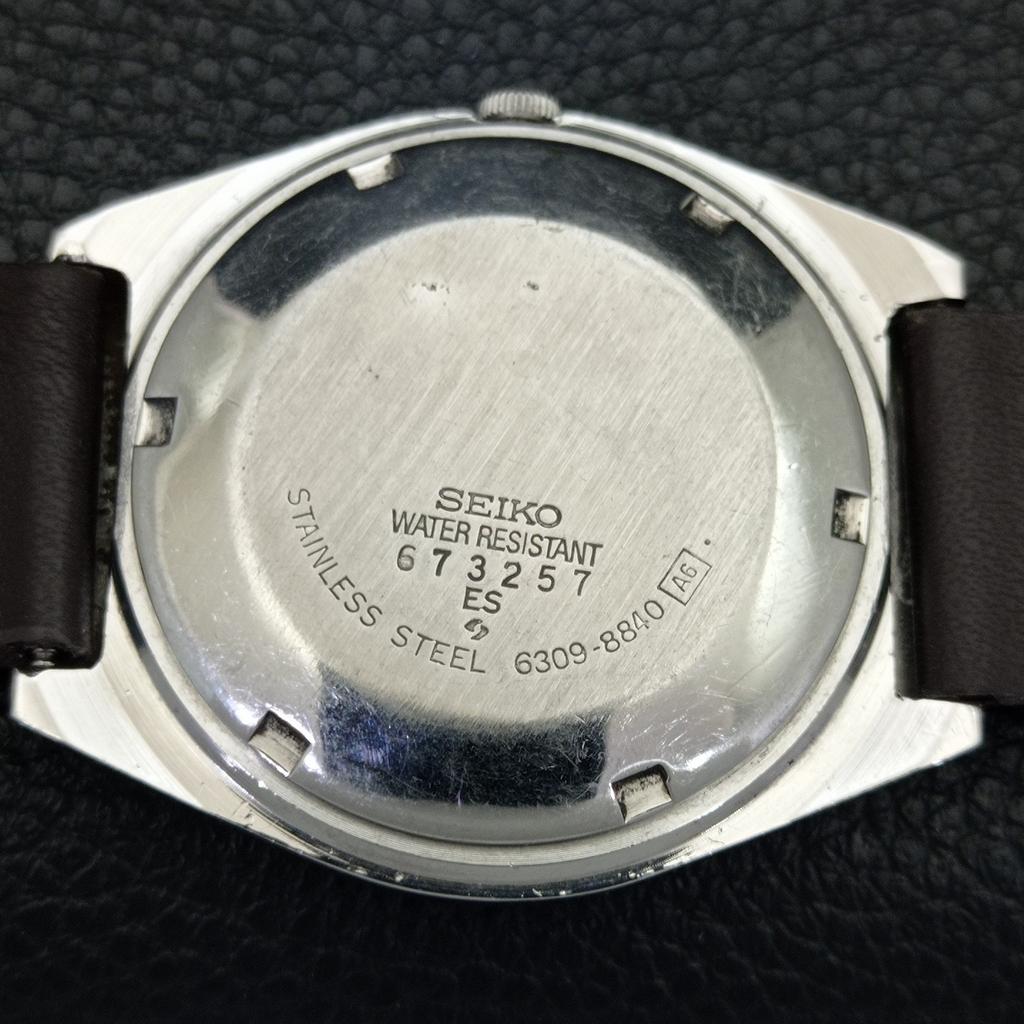 SEIKO
WATER RESISTANT
673257
ES
STAINLESS STEEL 6309-8840 A6